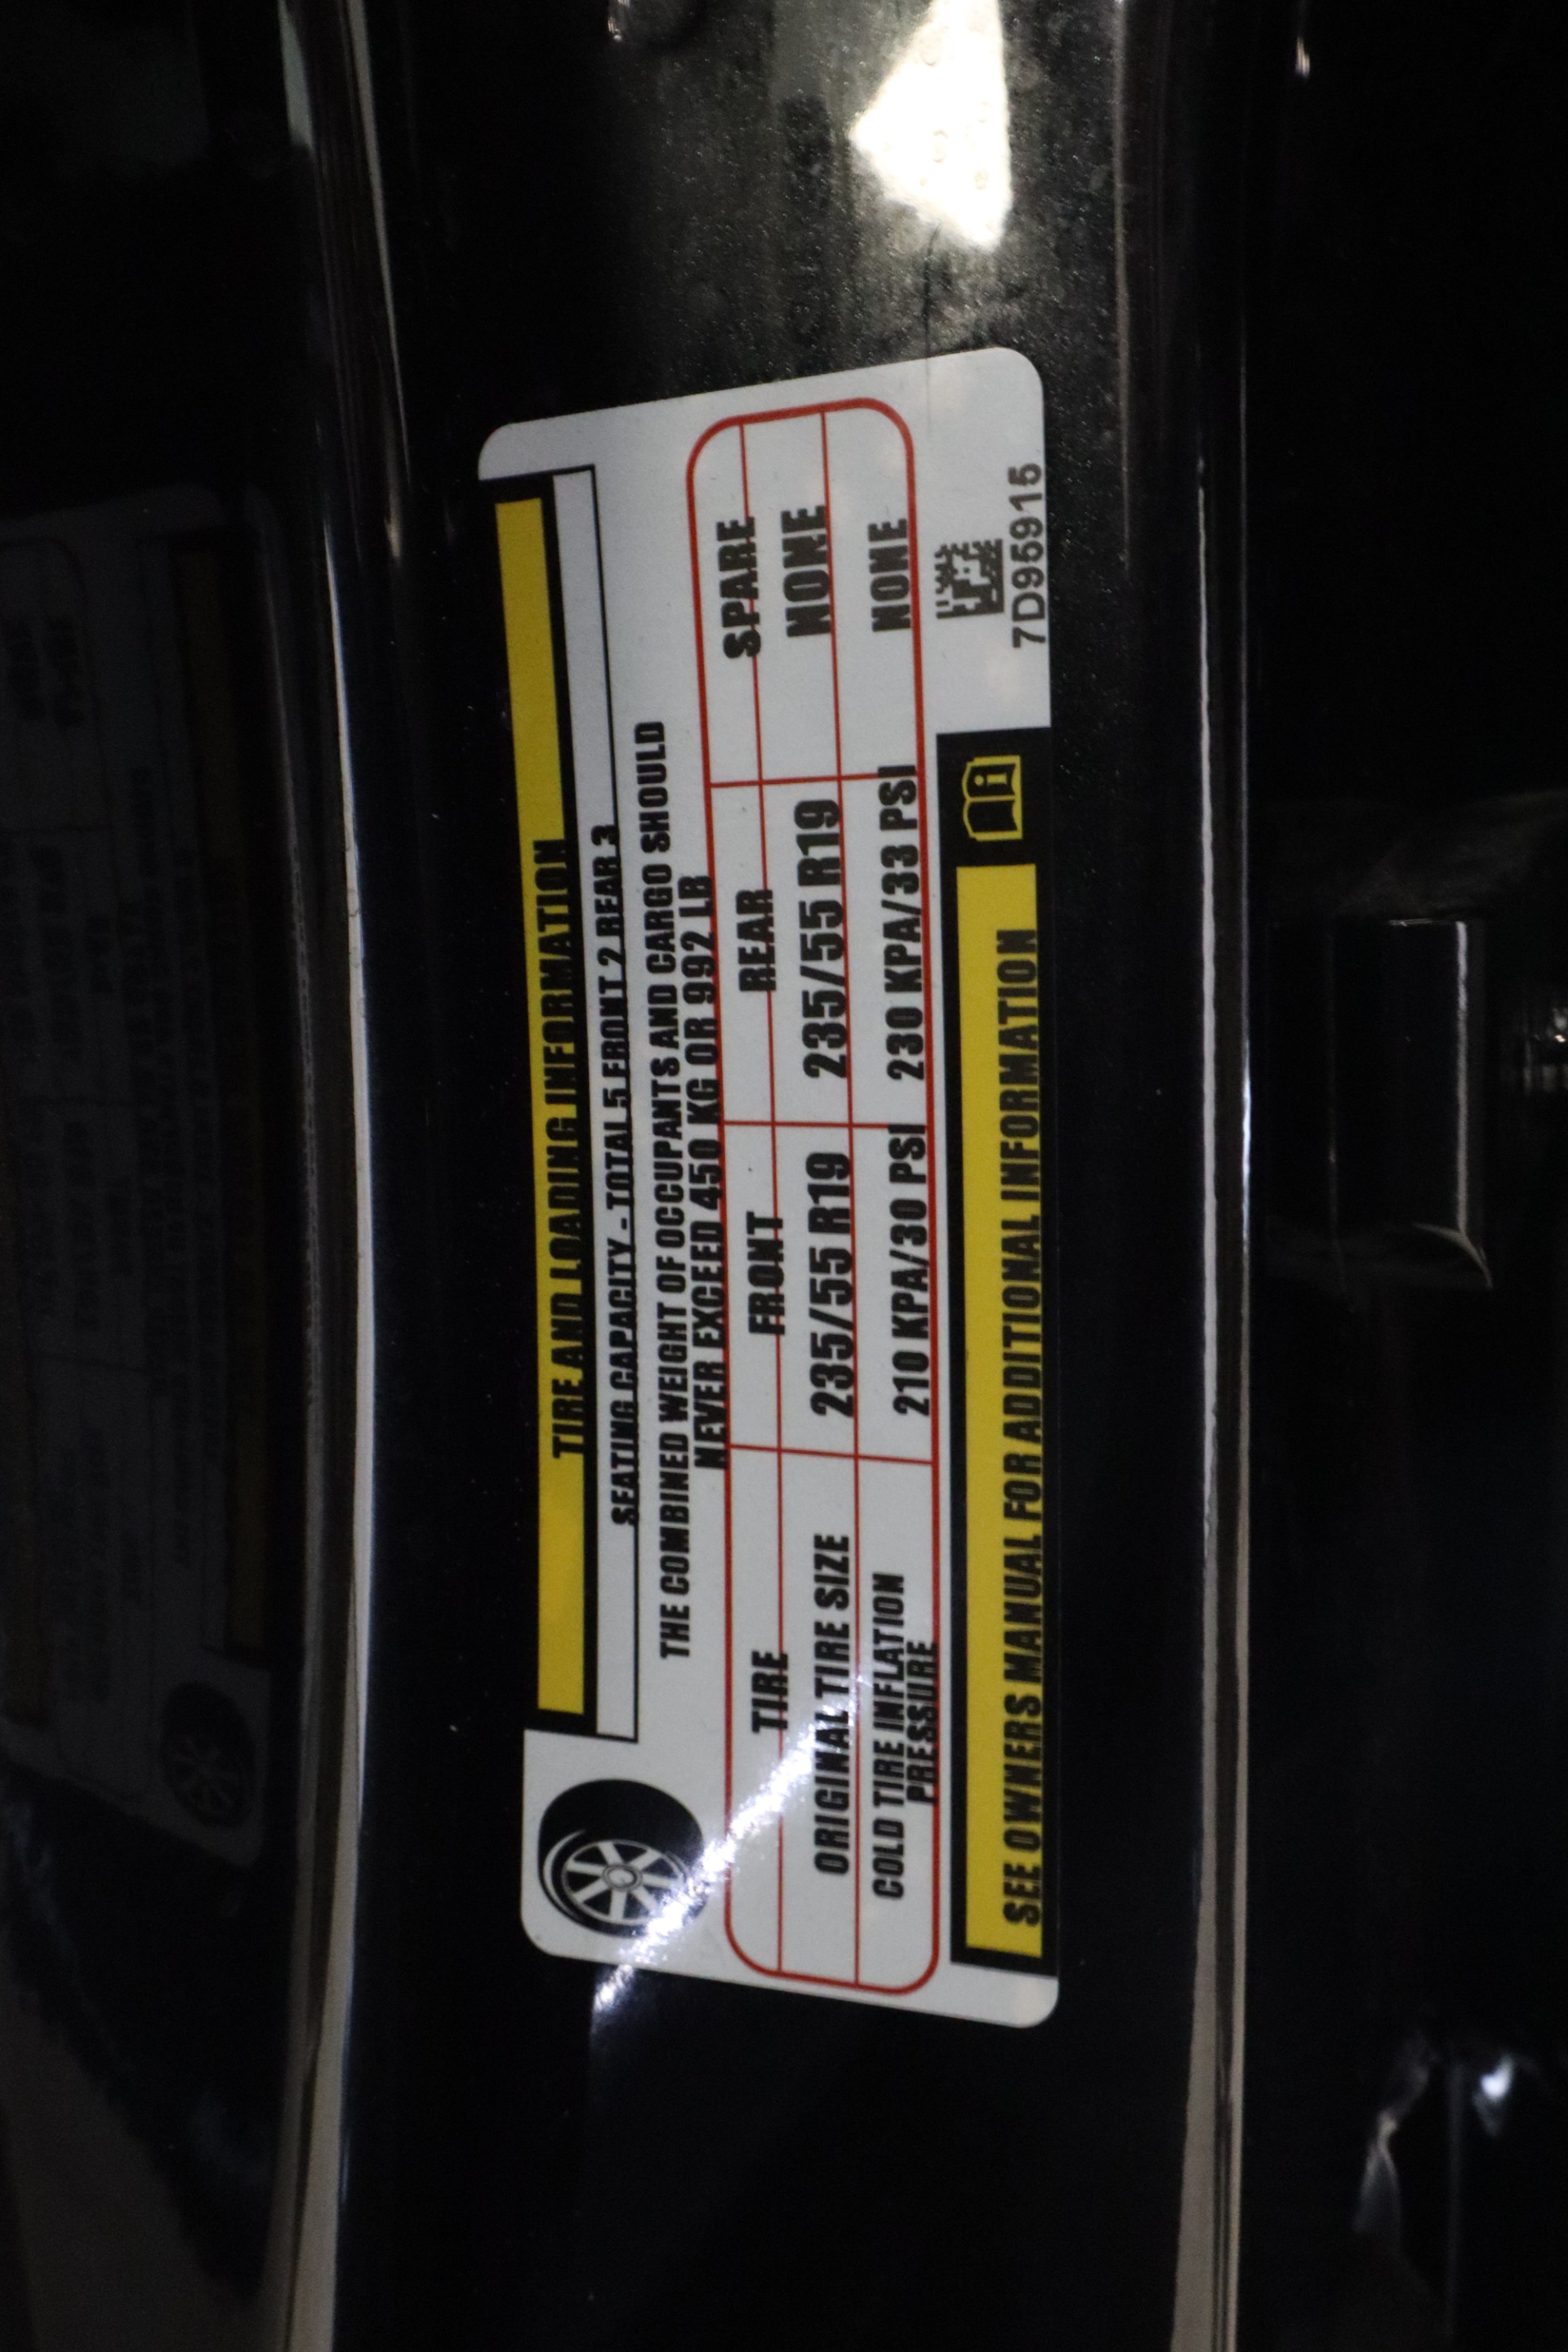 TIRE AND LOADING INFORMATION
SEATING CAPACITY - TOTAL 5 FRONT 2 REAR 3
THE COMBINED WEIGHT OF OCCUPANTS AND CARGO SHOULD
NEVER EXCEED 450 KG OR 992 LB
TIRE FRONT REAR SPARE
ORIGINAL TIRE SIZE 235/55 R19 235/55 R19 NONE
COLD TIRE INFLATION
PRESSURE 210 KPA/30 PSI 230 KPA/33 PSI NONE
SEE OWNERS MANUAL FOR ADDITIONAL INFORMATION
7D95915